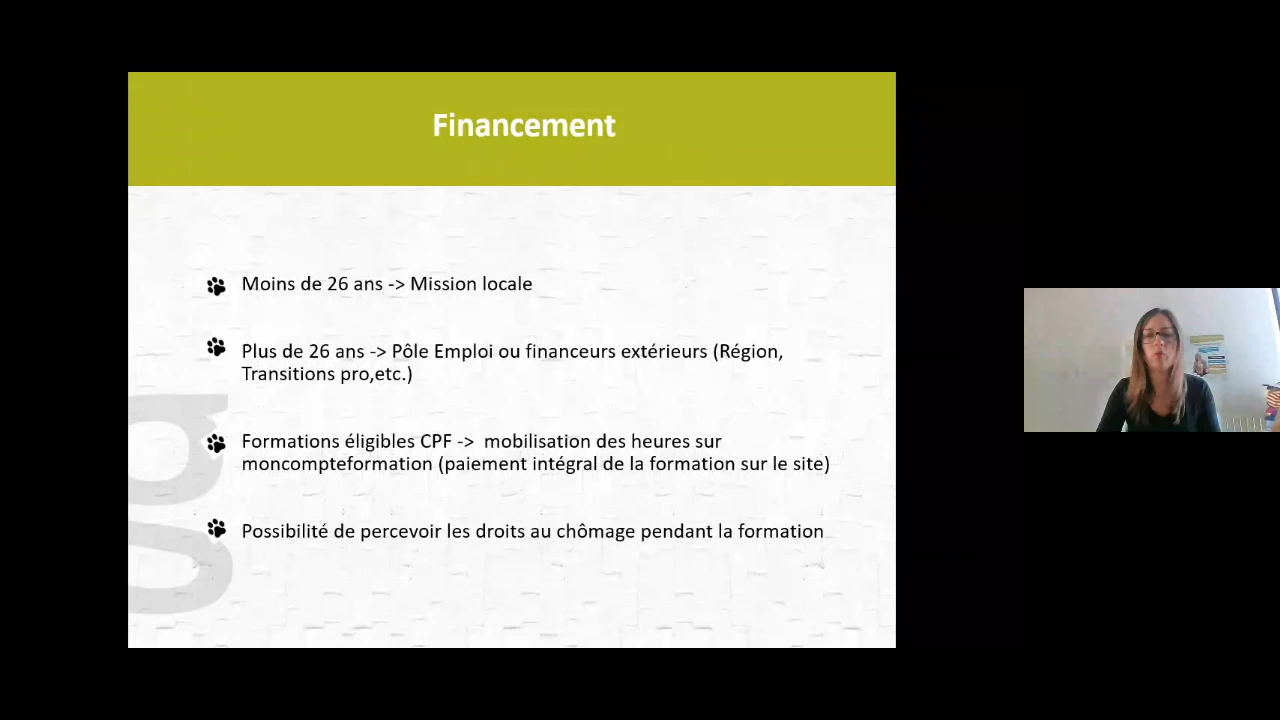 Financement
Moins de 26 ans -> Mission locale
Plus de 26 ans -> Pôle Emploi ou financeurs extérieurs (Région,
Transitions pro,etc.)
Formations éligibles CPF ->  mobilisation des heures sur
moncompteformation (paiement intégral de la formation sur le site)
Possibilité de percevoir les droits au chômage pendant la formation